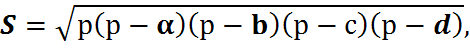 S = √p(p − α)(p − b)(p − c)(p − d),